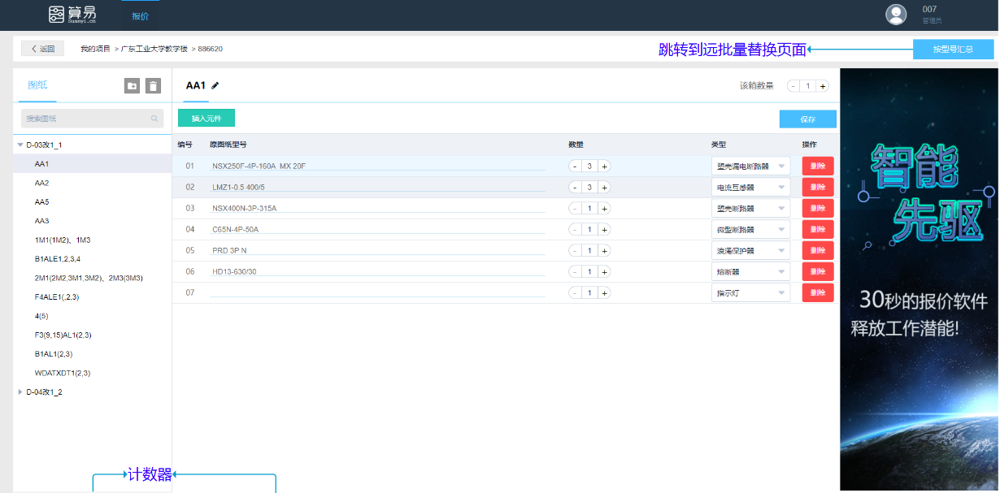 算易
Suanyi.cn
报价
007
管理员
返回
我的项目 > 广东工业大学教学楼 > 886620
跳转到远批量替换页面
按型号汇总
图纸
AA1
该箱数量
- 1 +
搜索图纸
插入元件
保存
编号 原图纸型号 数量 类型 操作
D-03改1_1
AA1
AA2
AA5
AA3
1M1(1M2)、1M3
B1ALE1,2,3,4
2M1(2M2,3M1,3M2)、2M3(3M3)
F4ALE1(,2,3)
4(5)
F3(9,15)AL1(2,3)
B1AL1(2,3)
WDATXDT1(2,3)
D-04改1_2
01 NSX250F-4P-160A MX 20F - 3 + 塑壳漏电断路器 删除
02 LMZ1-0.5 400/5 - 3 + 电流互感器 删除
03 NSX400N-3P-315A - 1 + 塑壳断路器 删除
04 C65N-4P-50A - 1 + 微型断路器 删除
05 PRD 3P N - 1 + 浪涌保护器 删除
06 HD13-630/30 - 1 + 熔断器 删除
07 - 1 + 指示灯 删除
智能
先驱
30秒的报价软件
释放工作潜能!
计数器